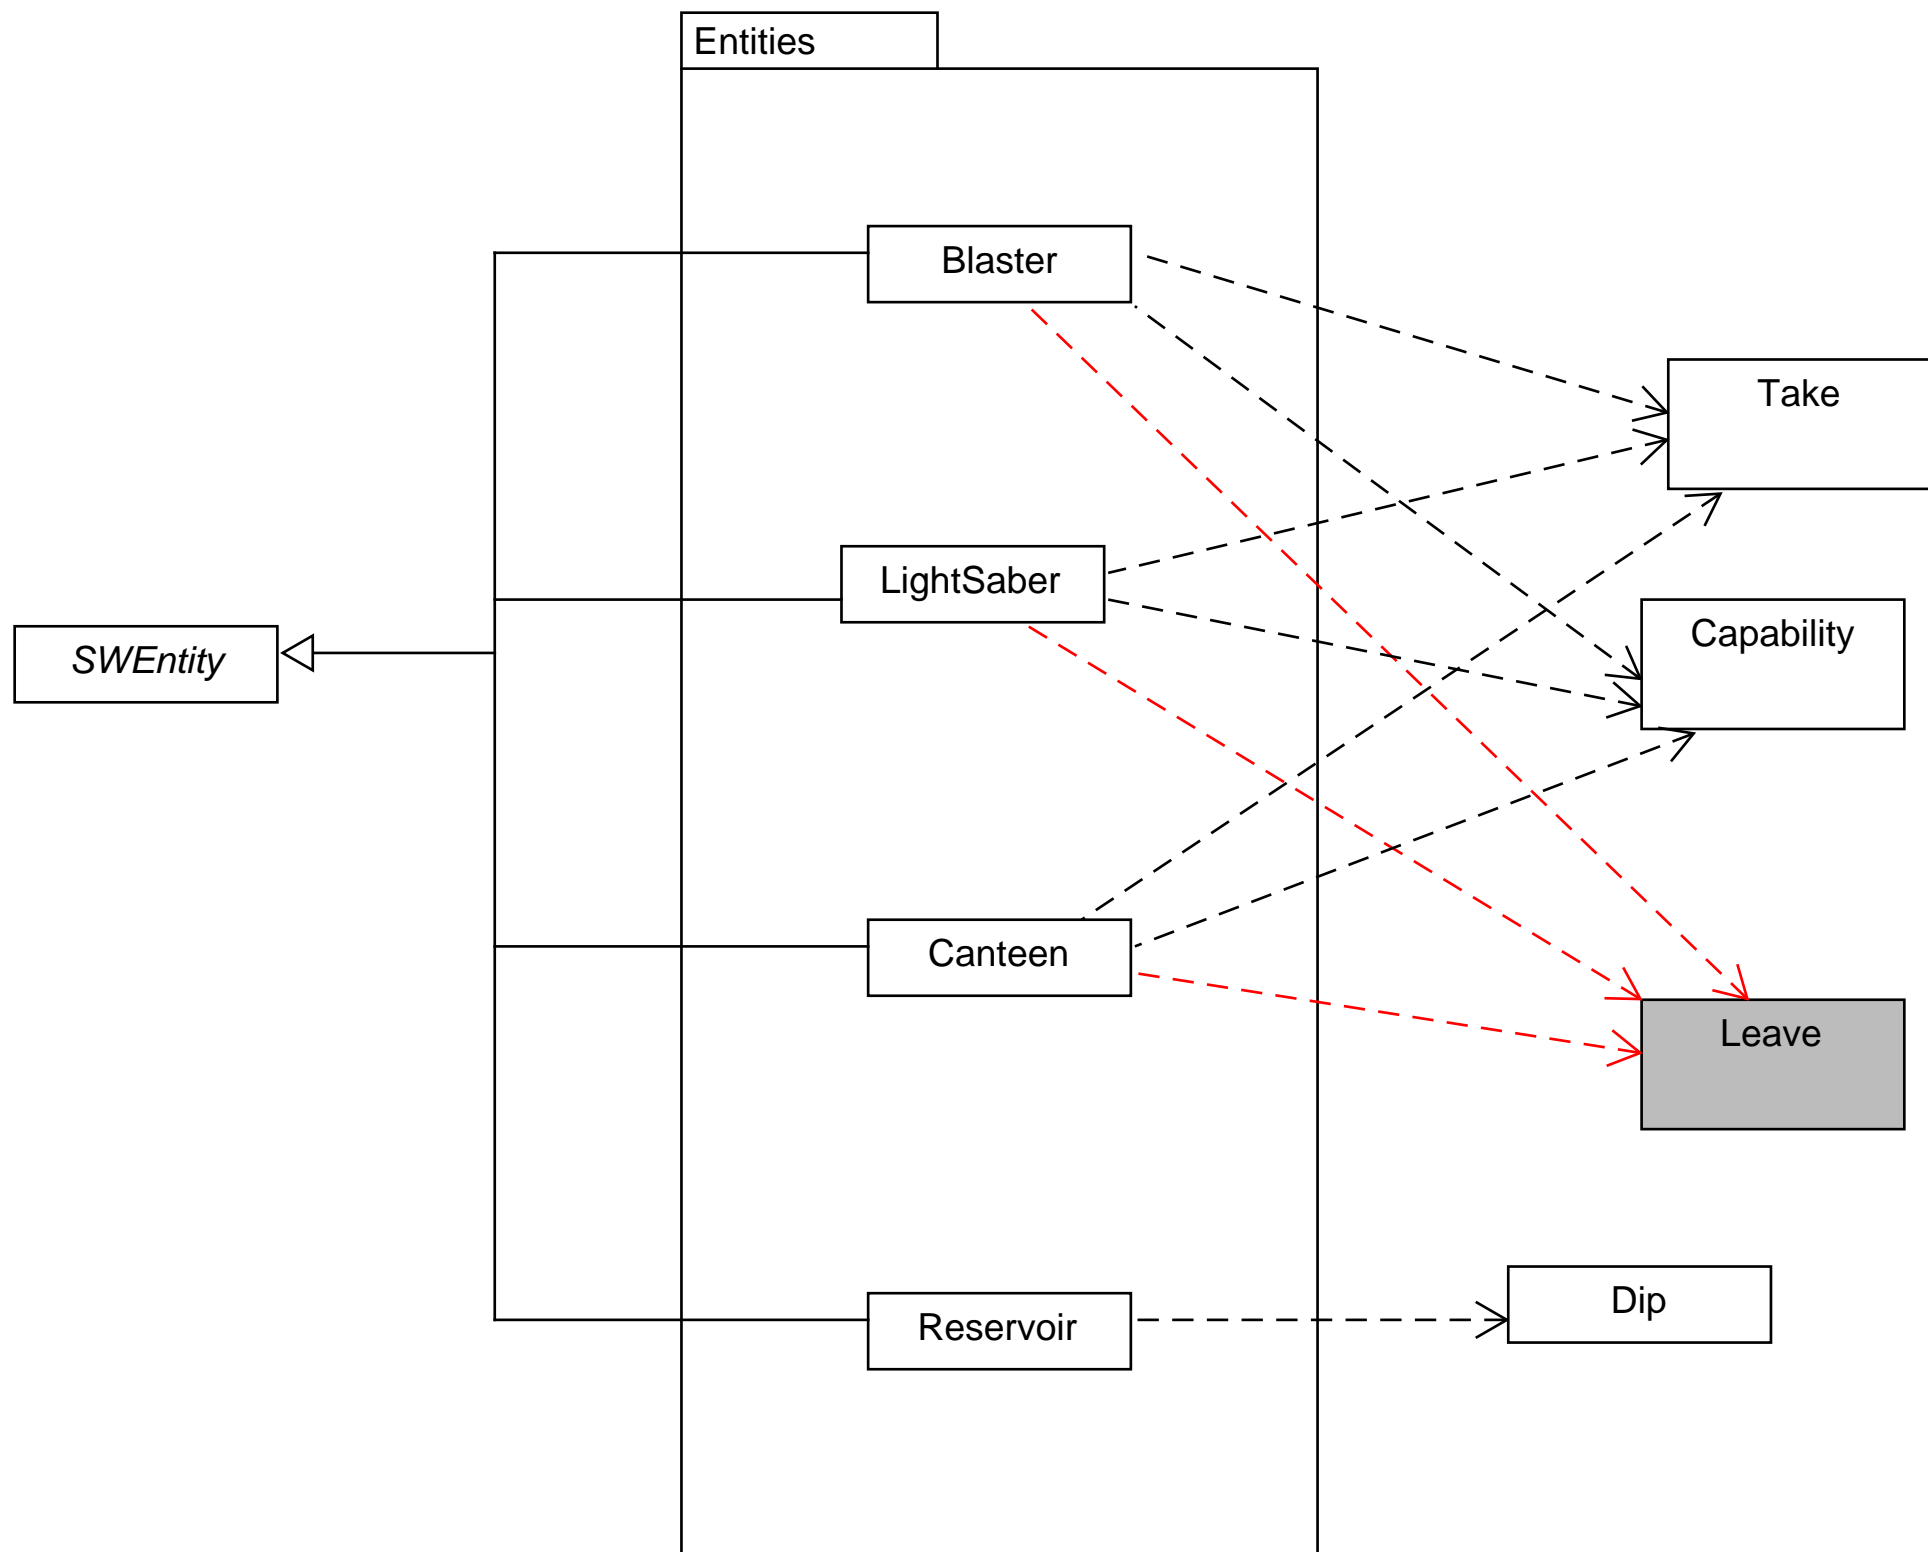 Entities
Blaster
Take
LightSaber
Capability
SWEntity
Canteen
Leave
Dip
Reservoir